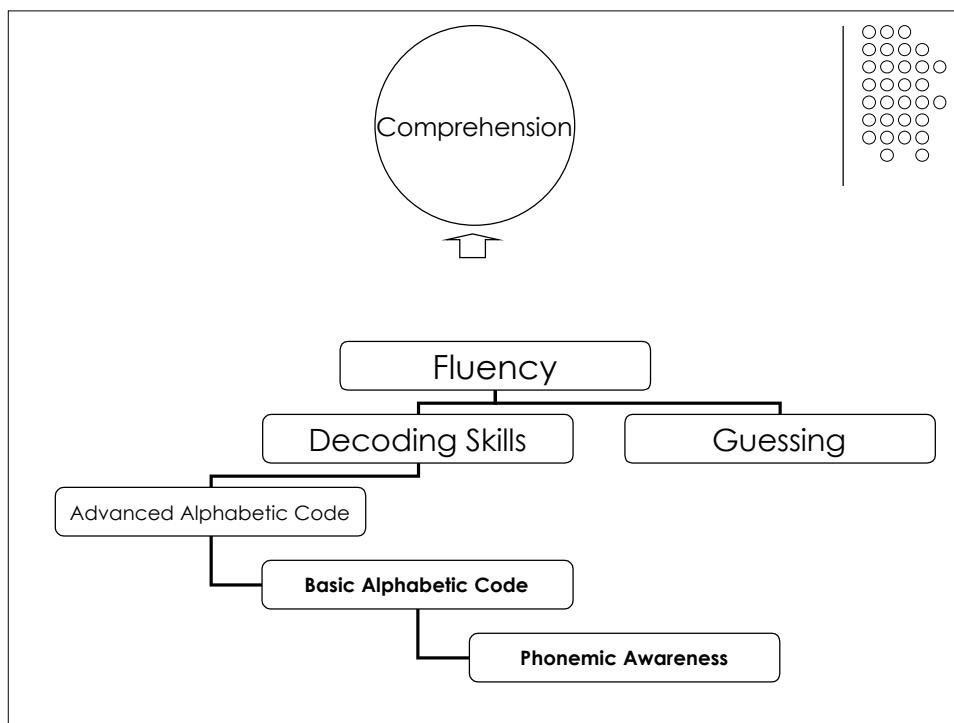 Comprehension
Fluency
Decoding Skills
Guessing
Advanced Alphabetic Code
Basic Alphabetic Code
Phonemic Awareness